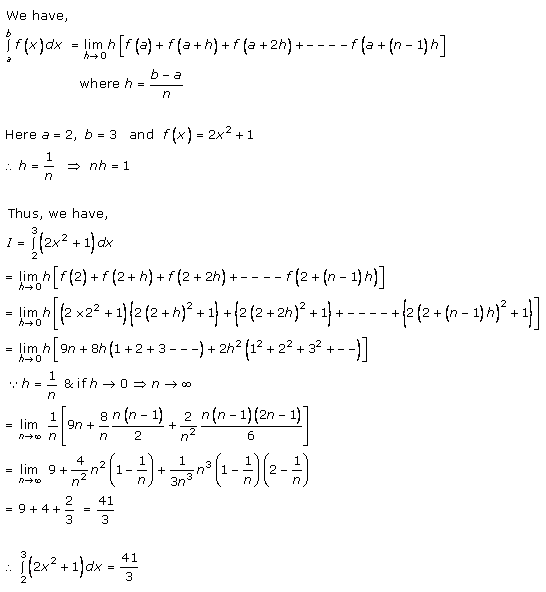 We have,
∫_a^b f(x)dx = lim_{h→0} h[f(a)+f(a+h)+f(a+2h)+----f(a+(n-1)h]
where h = (b-a)/n
Here a = 2, b = 3 and f(x) = 2x²+1
∴ h = 1/n ⇒ nh = 1
Thus, we have,
I = ∫_2^3 (2x²+1)dx
= lim_{h→0} h[f(2)+f(2+h)+f(2+2h)+----f(2+(n-1)h)]
= lim_{h→0} h[(2×2²+1){2(2+h)²+1}+{2(2+2h)²+1}+----+{2(2+(n-1)h)²+1}]
= lim_{h→0} h[9n+8h(1+2+3---)+2h²(1²+2²+3²+--)]
∵ h = 1/n & if h → 0 ⇒ n → ∞
= lim_{n→∞} 1/n[9n + 8/n n(n-1)/2 + 2/n² n(n-1)(2n-1)/6]
= lim_{n→∞} 9 + 4/n² n²(1-1/n) + 1/3n³ n³(1-1/n)(2-1/n)
= 9+4+2/3 = 41/3
∴ ∫_2^3 (2x²+1)dx = 41/3